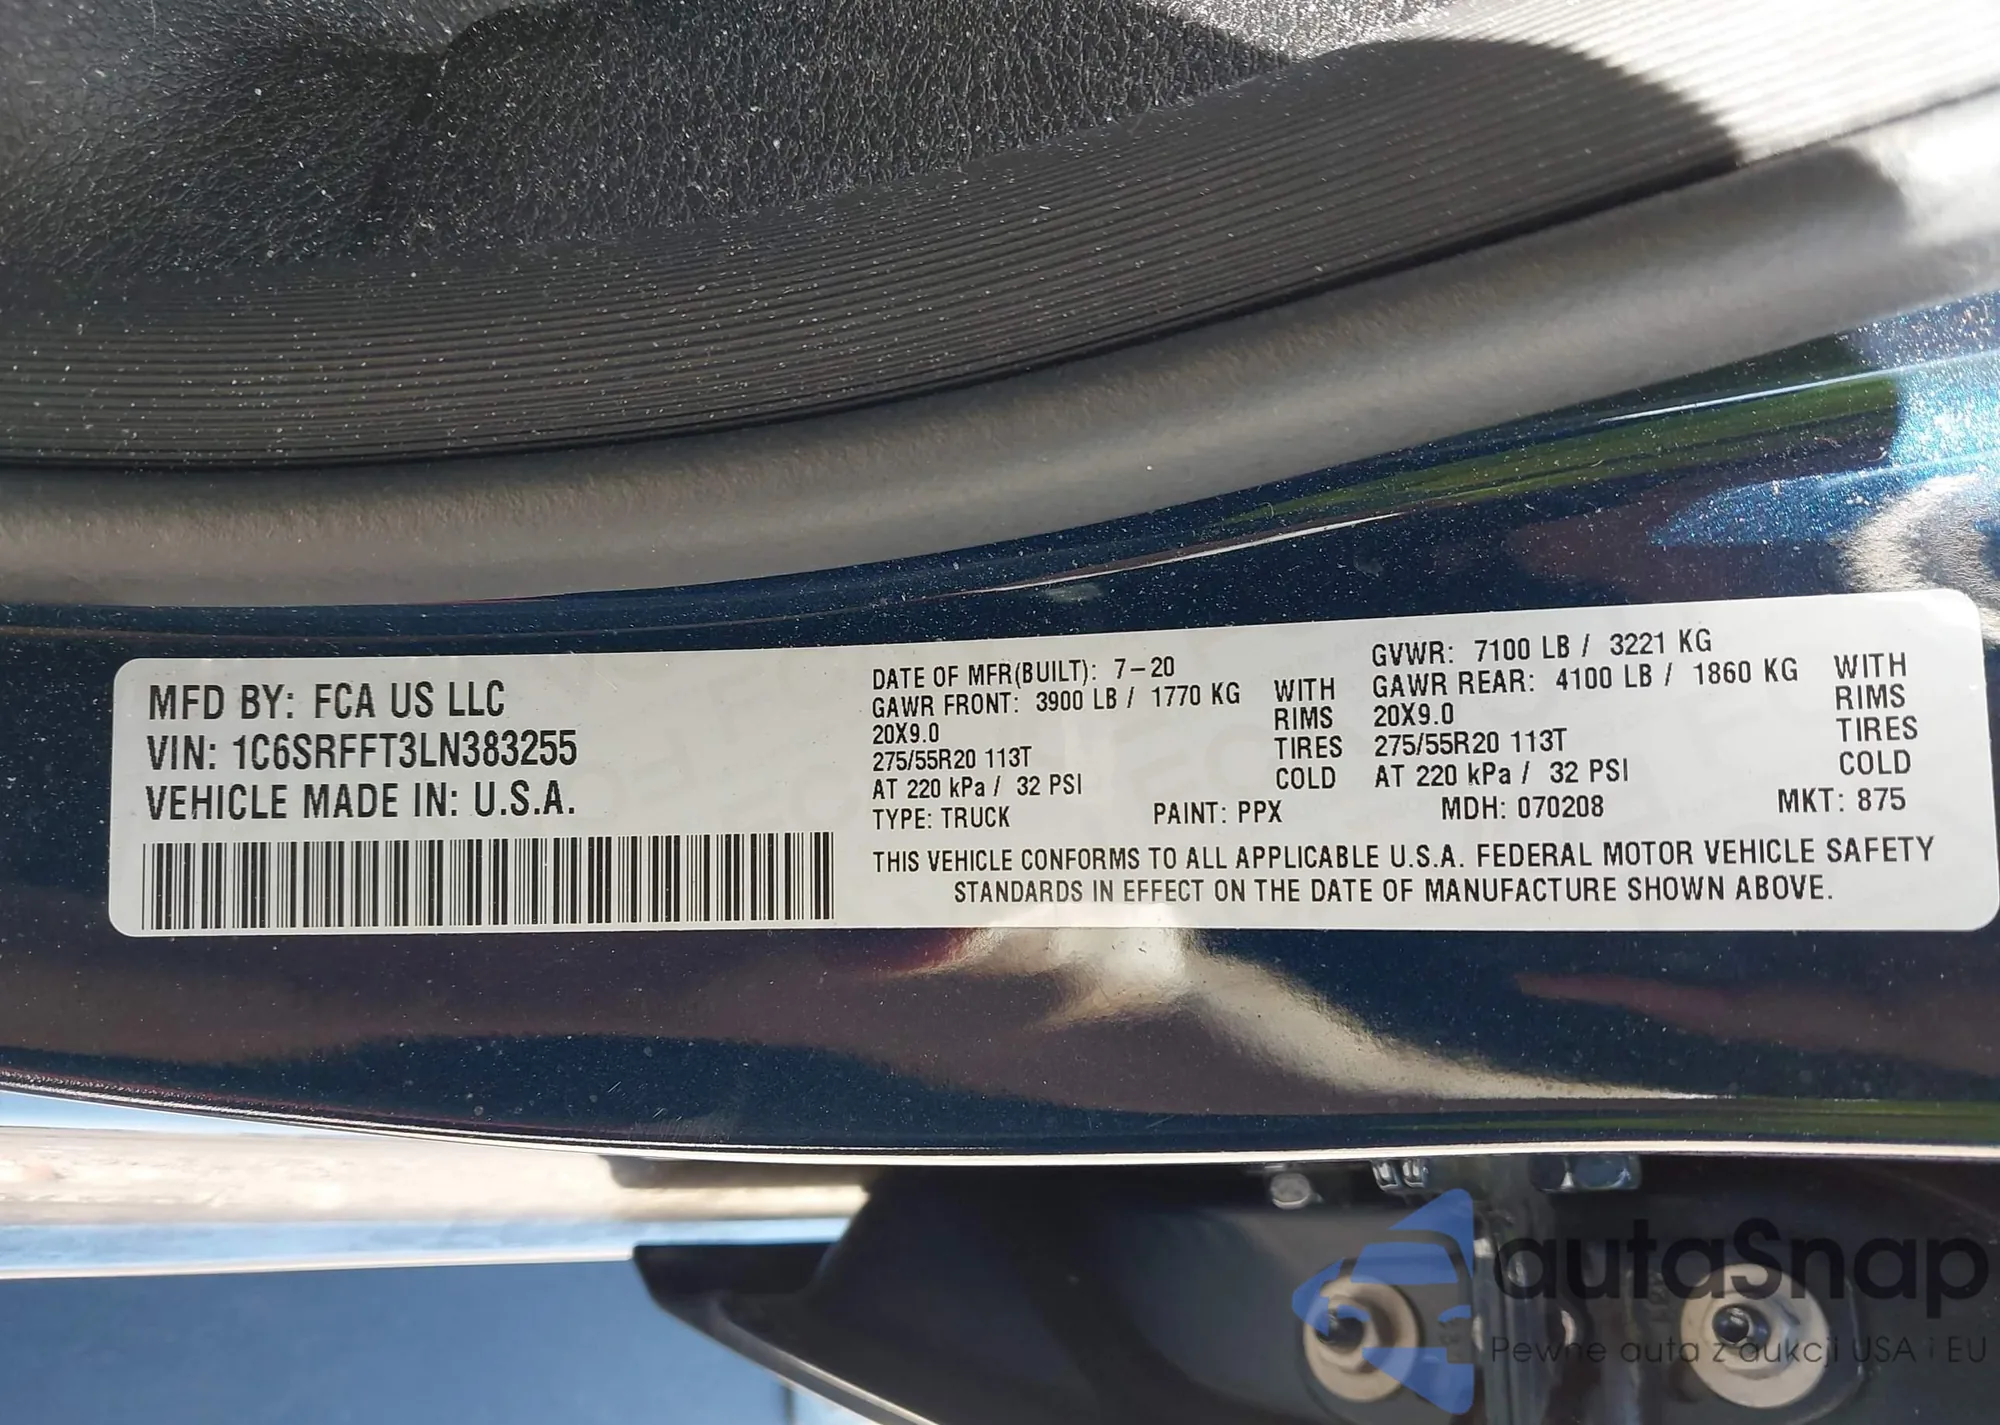 MFD BY: FCA US LLC
VIN: 1C6SRFFT3LN383255
VEHICLE MADE IN: U.S.A.
DATE OF MFR(BUILT): 7-20
GAWR FRONT: 3900 LB / 1770 KG WITH
20X9.0 RIMS
275/55R20 113T TIRES
AT 220 kPa / 32 PSI COLD
GVWR: 7100 LB / 3221 KG
GAWR REAR: 4100 LB / 1860 KG WITH
20X9.0 RIMS
275/55R20 113T TIRES
AT 220 kPa / 32 PSI COLD
TYPE: TRUCK PAINT: PPX MDH: 070208 MKT: 875
THIS VEHICLE CONFORMS TO ALL APPLICABLE U.S.A. FEDERAL MOTOR VEHICLE SAFETY
STANDARDS IN EFFECT ON THE DATE OF MANUFACTURE SHOWN ABOVE.
autaSnap
Pewne auta z aukcji USA i EU